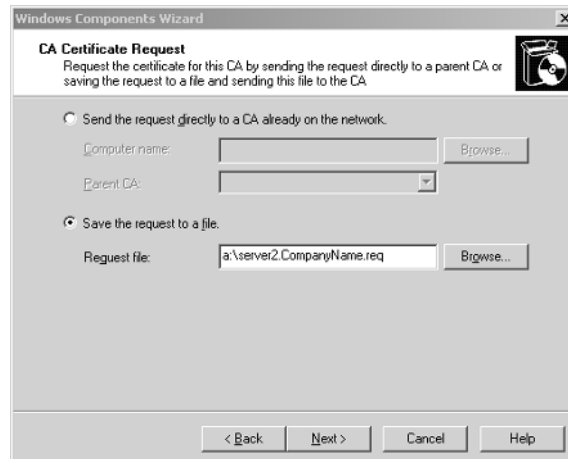 Windows Components Wizard
CA Certificate Request
Request the certificate for this CA by sending the request directly to a parent CA or
saving the request to a file and sending this file to the CA
Send the request directly to a CA already on the network.
Computer name:
Browse...
Parent CA:
Save the request to a file.
Request file:
a:\server2.CompanyName.req
Browse...
< Back
Next >
Cancel
Help